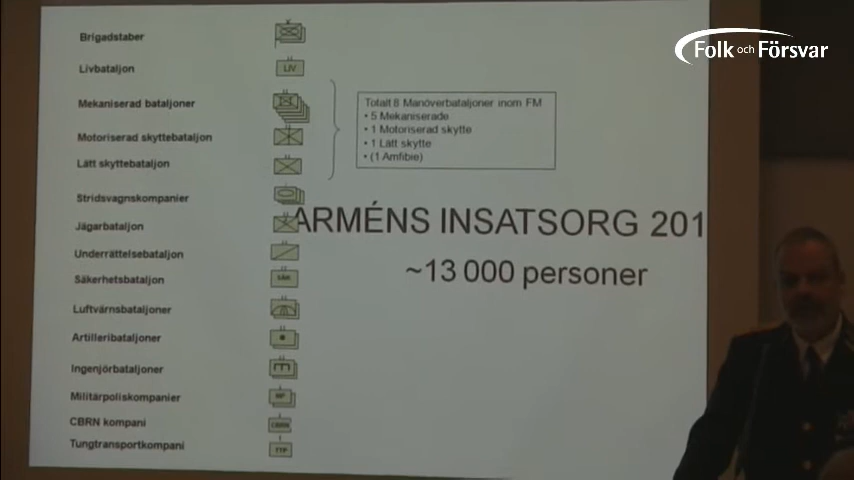 Folk och Försvar
Brigadstaber
Livbataljon
LIV
Mekaniserad bataljoner
Motoriserad skyttebataljon
Lätt skyttebataljon
Totalt 8 Manöverbataljoner inom FM
• 5 Mekaniserade
• 1 Motoriserad skytte
• 1 Lätt skytte
• (1 Amfibie)
Stridsvagnskompanier
Jägarbataljon
ARMÉNS INSATSORG 201
~13 000 personer
Underrättelsebataljon
Säkerhetsbataljon
SÄK
Luftvärnsbataljoner
Artilleribataljoner
Ingenjörbataljoner
Militärpoliskompanier
MP
CBRN kompani
CBRN
Tungtransportkompani
TTP